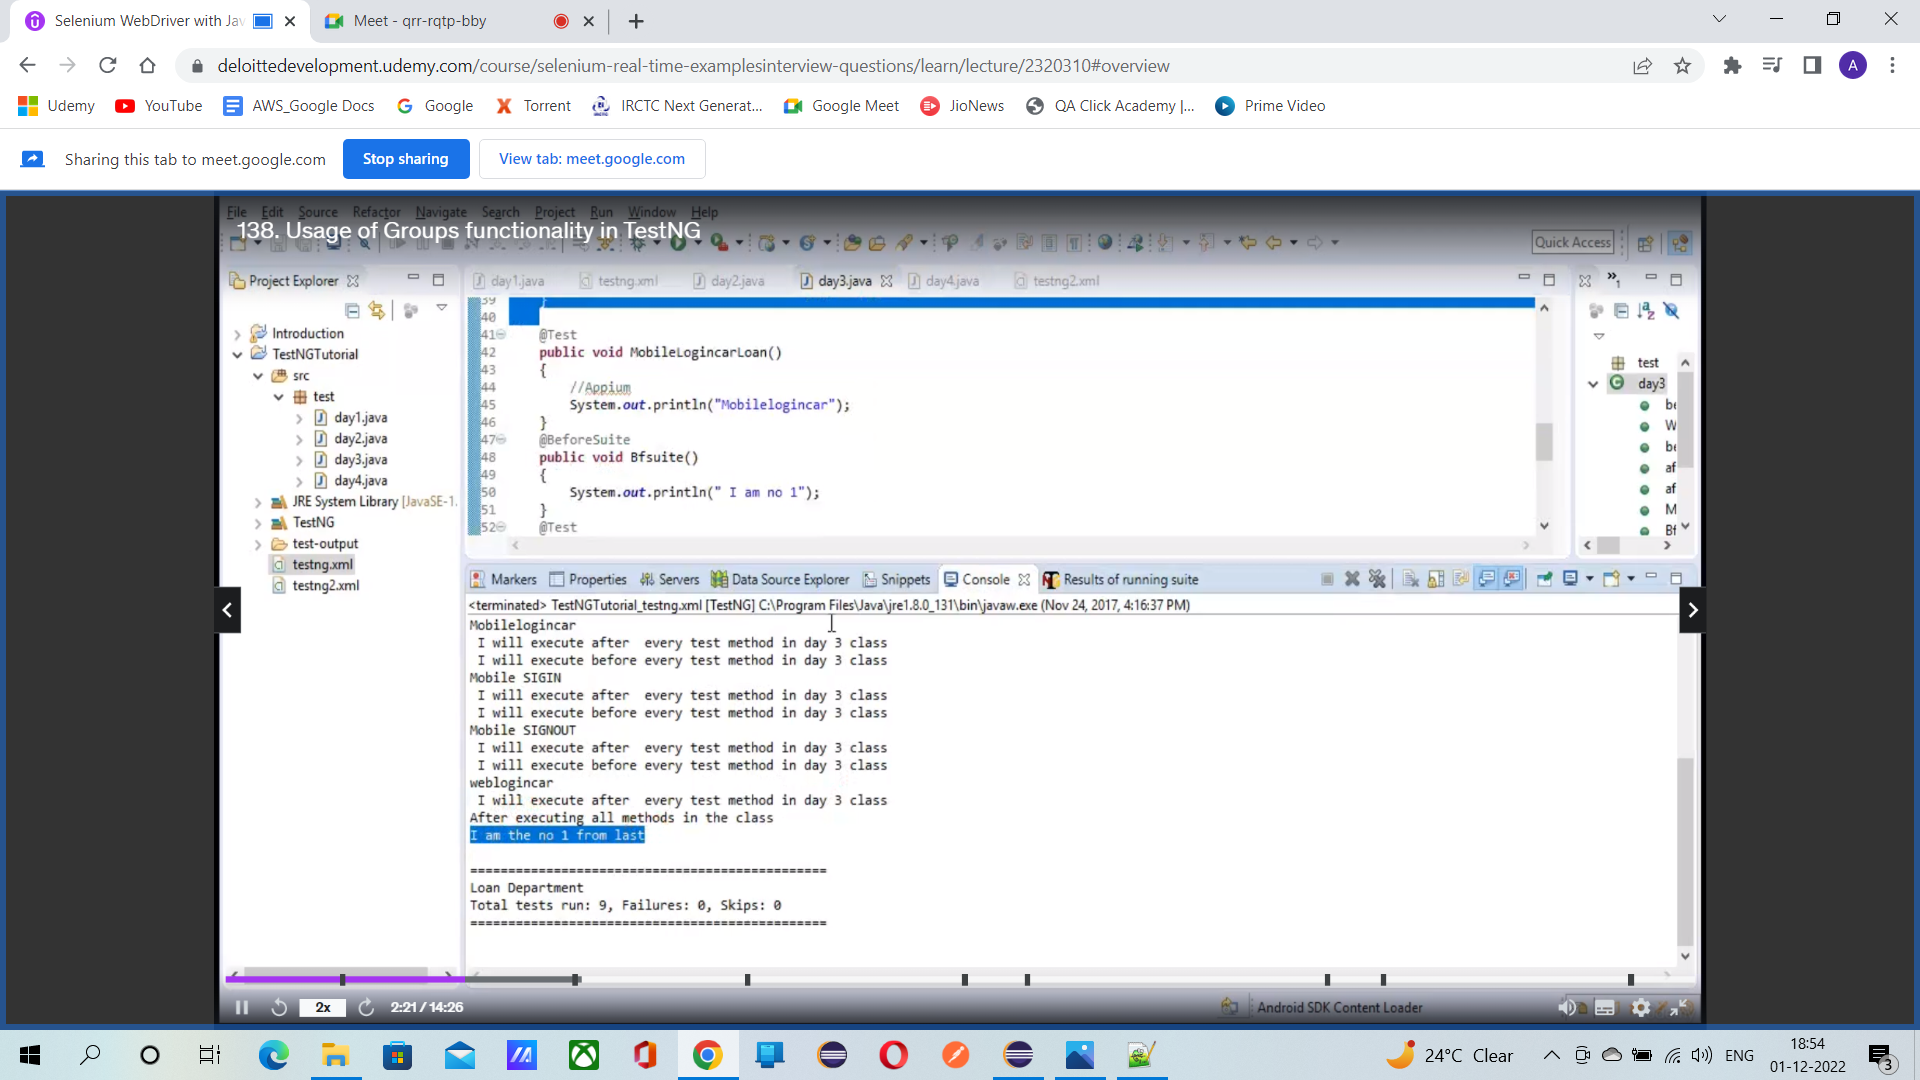 Selenium WebDriver with Jav
Meet - qrr-rqtp-bby
deloittedevelopment.udemy.com/course/selenium-real-time-examplesinterview-questions/learn/lecture/2320310#overview
A
Udemy YouTube AWS_Google Docs Google Torrent IRCTC Next Generat... Google Meet JioNews QA Click Academy |... Prime Video
Sharing this tab to meet.google.com Stop sharing View tab: meet.google.com
File Edit Source Refactor Navigate Search Project Run Window Help
138. Usage of Groups functionality in TestNG
Quick Access
Project Explorer
day1.java testng.xml day2.java day3.java day4.java testng2.xml
Introduction
TestNGTutorial
src
test
day1.java
day2.java
day3.java
day4.java
JRE System Library [JavaSE-1.
TestNG
test-output
testng.xml
testng2.xml
39 }
40
41 @Test
42 public void MobileLogincarLoan()
43 {
44 //Appium
45 System.out.println("Mobilelogincar");
46 }
47 @BeforeSuite
48 public void Bfsuite()
49 {
50 System.out.println(" I am no 1");
51 }
52 @Test
test
day3
be
W
be
af
af
M
Bf
Markers Properties Servers Data Source Explorer Snippets Console Results of running suite
<terminated> TestNGTutorial_testng.xml [TestNG] C:\Program Files\Java\jre1.8.0_131\bin\javaw.exe (Nov 24, 2017, 4:16:37 PM)
Mobilelogincar
I will execute after every test method in day 3 class
I will execute before every test method in day 3 class
Mobile SIGIN
I will execute after every test method in day 3 class
I will execute before every test method in day 3 class
Mobile SIGNOUT
I will execute after every test method in day 3 class
I will execute before every test method in day 3 class
weblogincar
I will execute after every test method in day 3 class
After executing all methods in the class
I am the no 1 from last
===============================================
Loan Department
Total tests run: 9, Failures: 0, Skips: 0
===============================================
2x 2:21 / 14:26
Android SDK Content Loader
24°C Clear
ENG
18:54
01-12-2022
3